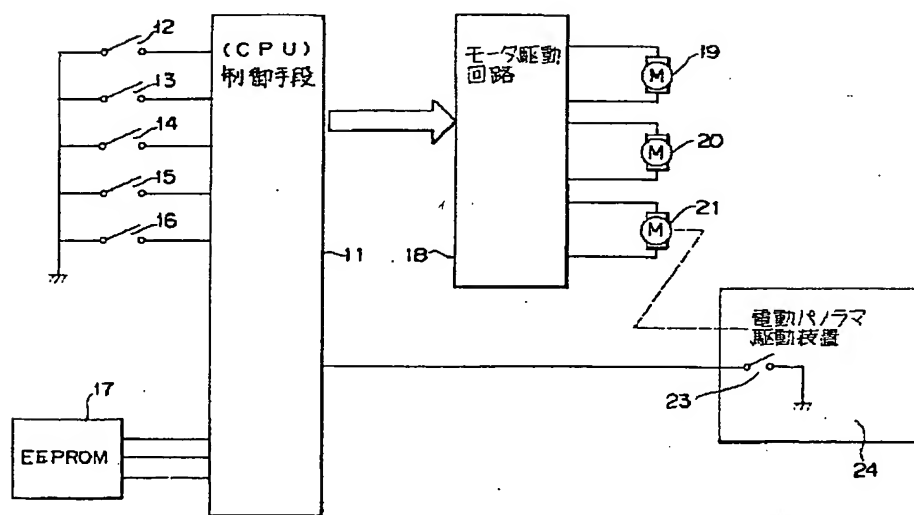 12
13
14
15
16
(CPU)
制御手段
11
17
EEPROM
モータ駆動
回路
18
M
19
M
20
M
21
電動パノラマ
駆動装置
23
24